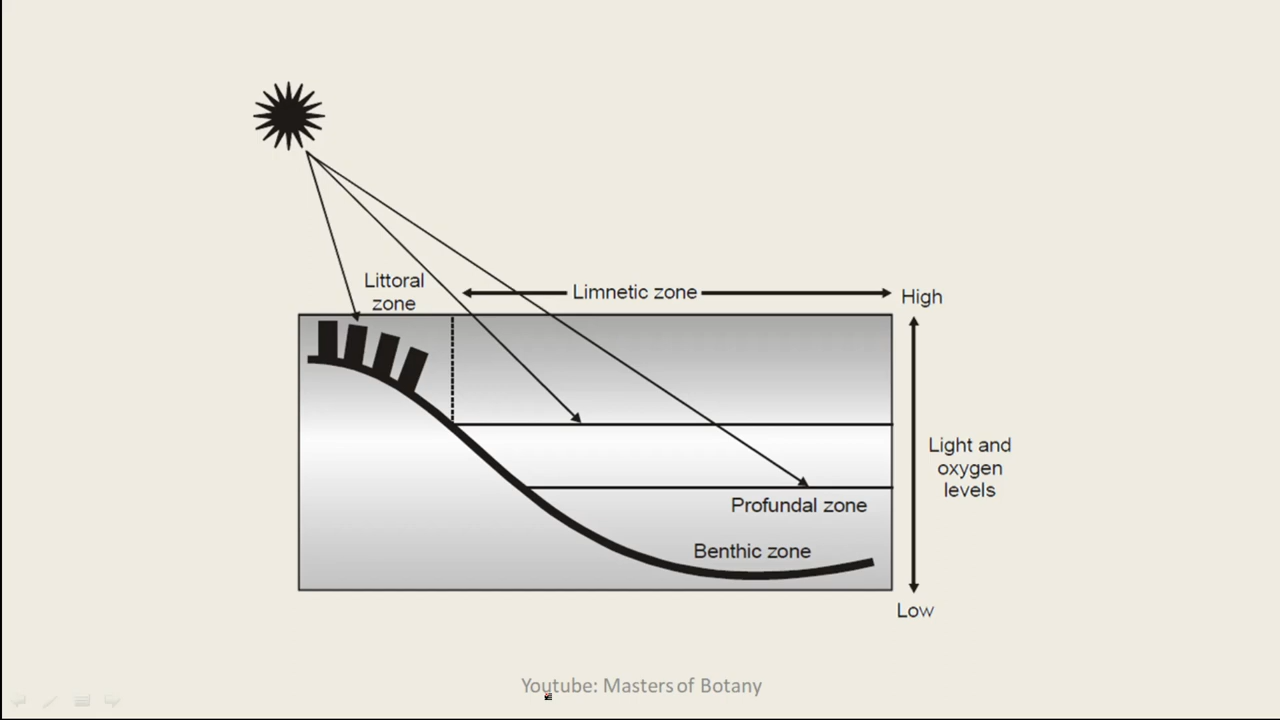 Littoral
zone
Limnetic zone
High
Light and
oxygen
levels
Profundal zone
Benthic zone
Low
Youtube: Masters of Botany